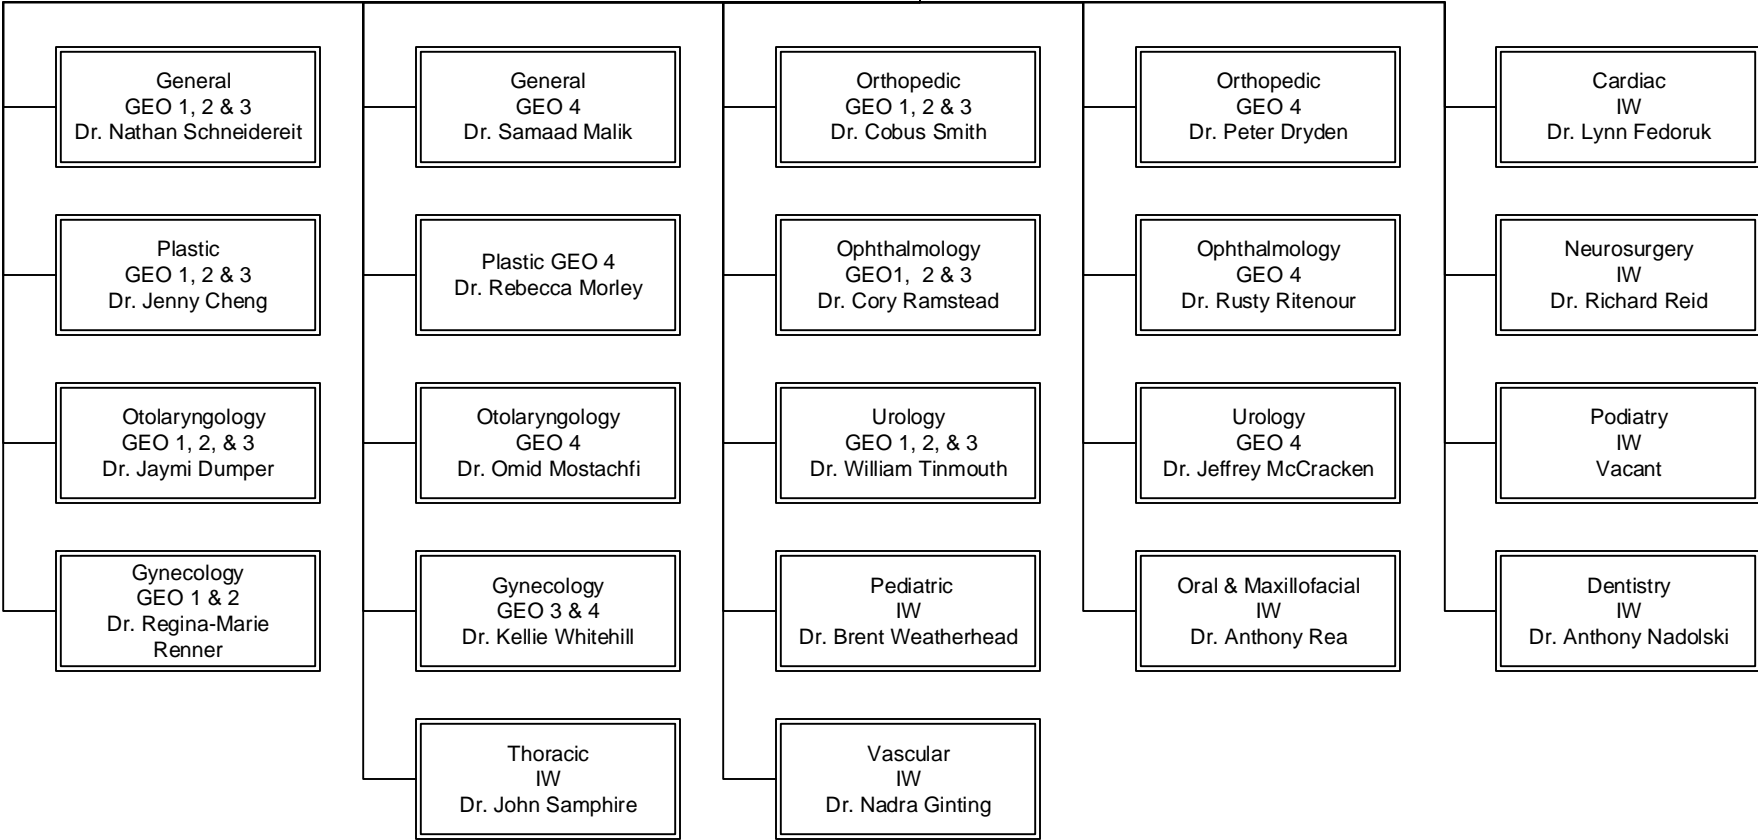 General
GEO 1, 2 & 3
Dr. Nathan Schneidereit
General
GEO 4
Dr. Samaad Malik
Orthopedic
GEO 1, 2 & 3
Dr. Cobus Smith
Orthopedic
GEO 4
Dr. Peter Dryden
Cardiac
IW
Dr. Lynn Fedoruk
Plastic
GEO 1, 2 & 3
Dr. Jenny Cheng
Plastic GEO 4
Dr. Rebecca Morley
Ophthalmology
GEO1, 2 & 3
Dr. Cory Ramstead
Ophthalmology
GEO 4
Dr. Rusty Ritenour
Neurosurgery
IW
Dr. Richard Reid
Otolaryngology
GEO 1, 2, & 3
Dr. Jaymi Dumper
Otolaryngology
GEO 4
Dr. Omid Mostachfi
Urology
GEO 1, 2, & 3
Dr. William Tinmouth
Urology
GEO 4
Dr. Jeffrey McCracken
Podiatry
IW
Vacant
Gynecology
GEO 1 & 2
Dr. Regina-Marie
Renner
Gynecology
GEO 3 & 4
Dr. Kellie Whitehill
Pediatric
IW
Dr. Brent Weatherhead
Oral & Maxillofacial
IW
Dr. Anthony Rea
Dentistry
IW
Dr. Anthony Nadolski
Thoracic
IW
Dr. John Samphire
Vascular
IW
Dr. Nadra Ginting